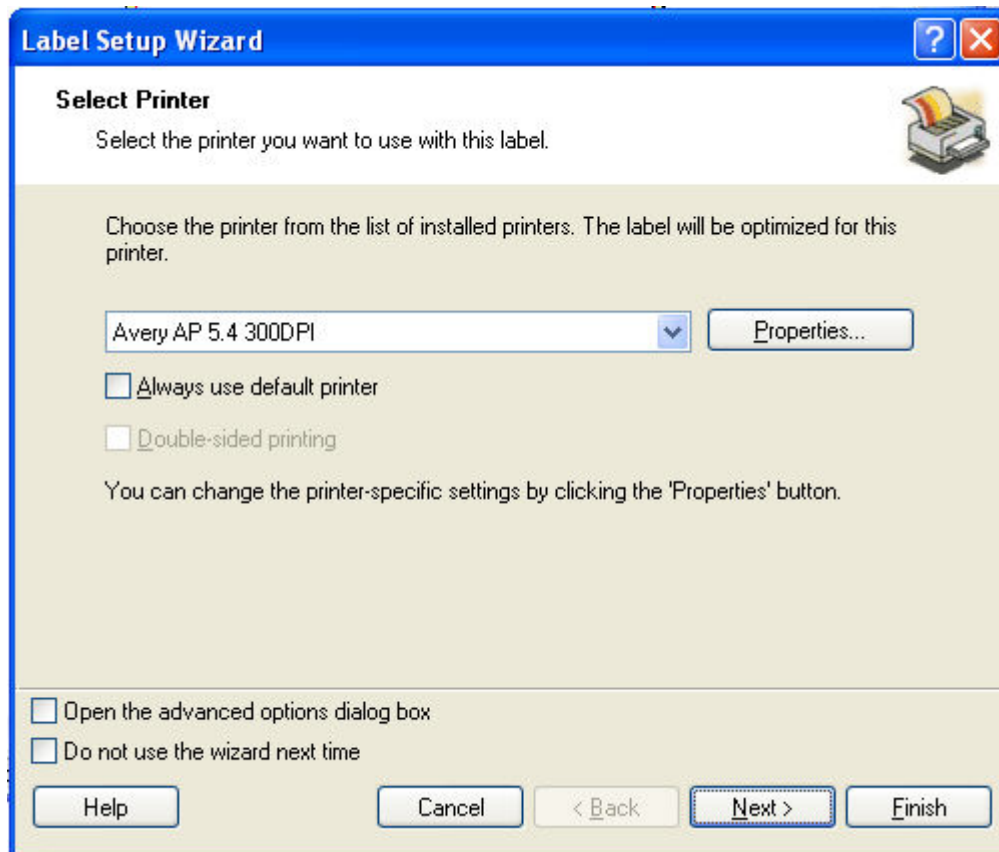 Label Setup Wizard
Select Printer
Select the printer you want to use with this label.
Choose the printer from the list of installed printers. The label will be optimized for this
printer.
Avery AP 5.4 300DPI
Properties...
Always use default printer
Double-sided printing
You can change the printer-specific settings by clicking the 'Properties' button.
Open the advanced options dialog box
Do not use the wizard next time
Help
Cancel
< Back
Next >
Finish